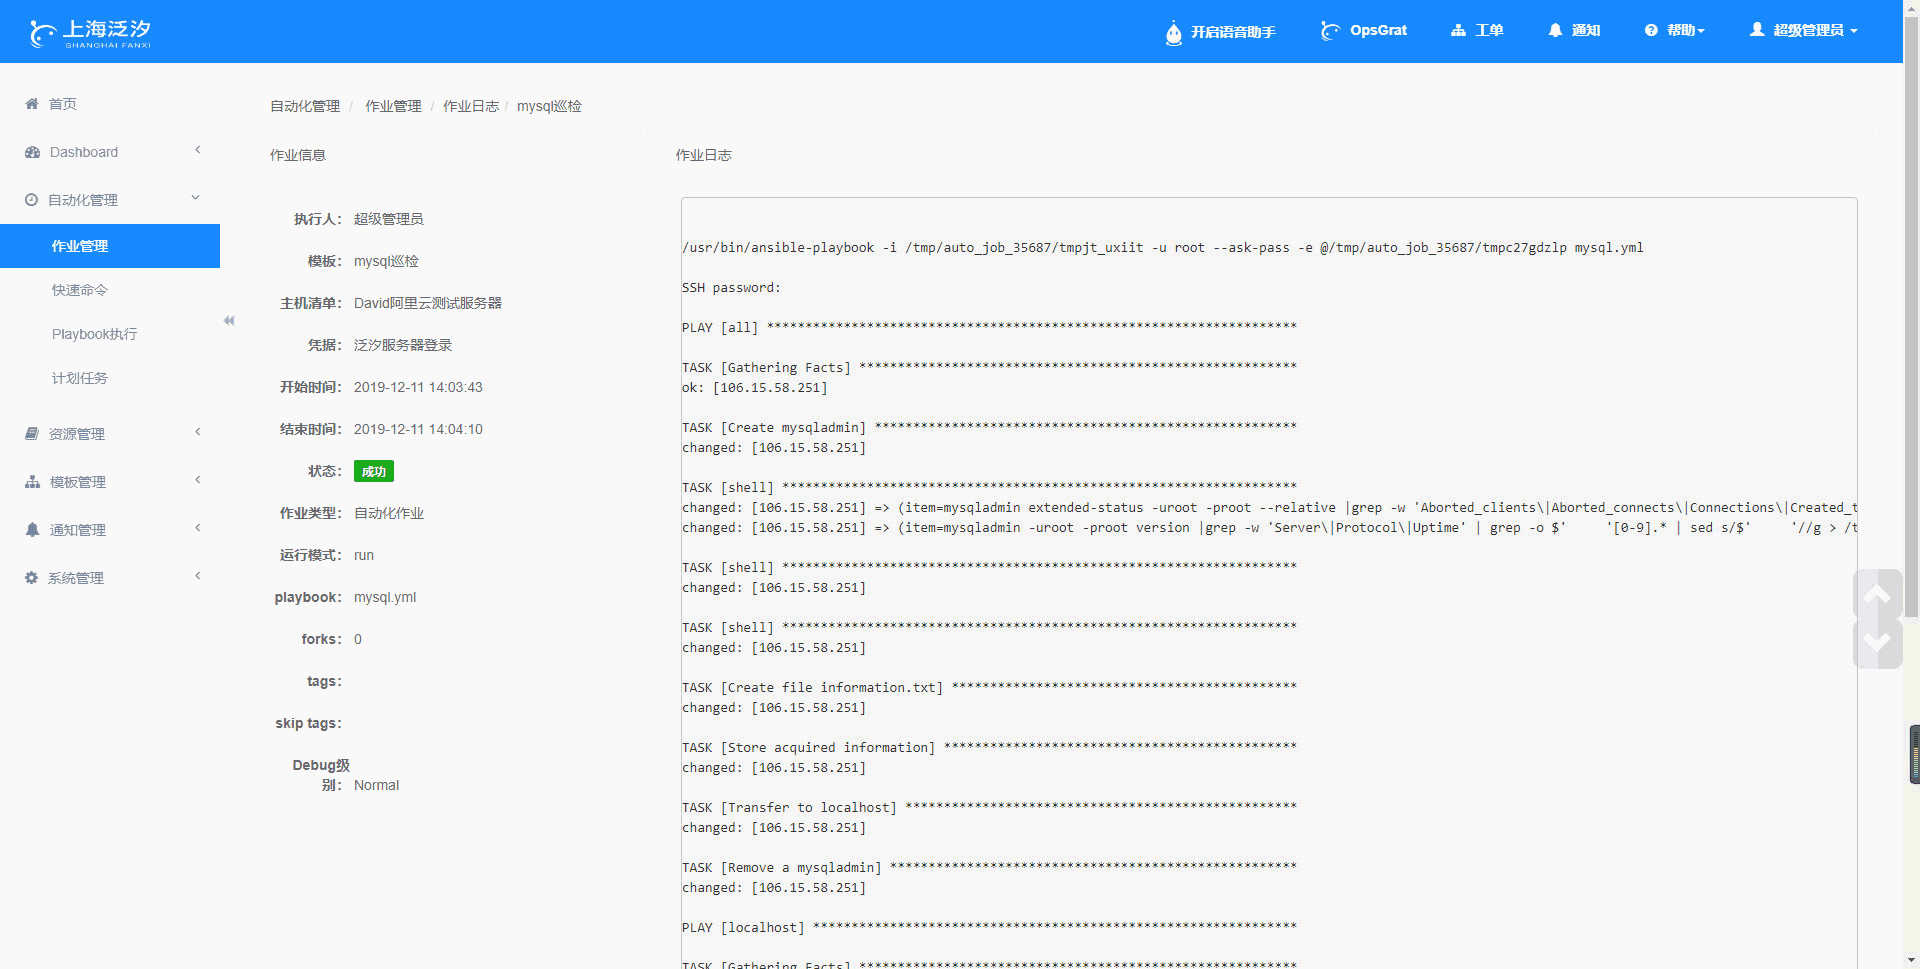 上海泛汐
SHANGHAI FANXI
开启语音助手
OpsGrat
工单
通知
帮助
超级管理员
首页
Dashboard
自动化管理
作业管理
快速命令
Playbook执行
计划任务
资源管理
模板管理
通知管理
系统管理
自动化管理 / 作业管理 / 作业日志 / mysql巡检
作业信息
执行人： 超级管理员
模板： mysql巡检
主机清单： David阿里云测试服务器
凭据： 泛汐服务器登录
开始时间： 2019-12-11 14:03:43
结束时间： 2019-12-11 14:04:10
状态： 成功
作业类型： 自动化作业
运行模式： run
playbook： mysql.yml
forks： 0
tags：
skip tags：
Debug级
别： Normal
作业日志
/usr/bin/ansible-playbook -i /tmp/auto_job_35687/tmpjt_uxiit -u root --ask-pass -e @/tmp/auto_job_35687/tmpc27gdzlp mysql.yml
SSH password:
PLAY [all] *********************************************************************
TASK [Gathering Facts] *********************************************************
ok: [106.15.58.251]
TASK [Create mysqladmin] *******************************************************
changed: [106.15.58.251]
TASK [shell] *******************************************************************
changed: [106.15.58.251] => (item=mysqladmin extended-status -uroot -proot --relative |grep -w 'Aborted_clients\|Aborted_connects\|Connections\|Created_t
changed: [106.15.58.251] => (item=mysqladmin -uroot -proot version |grep -w 'Server\|Protocol\|Uptime' | grep -o $'     '[0-9].* | sed s/$'     '//g > /t
TASK [shell] *******************************************************************
changed: [106.15.58.251]
TASK [shell] *******************************************************************
changed: [106.15.58.251]
TASK [Create file information.txt] *********************************************
changed: [106.15.58.251]
TASK [Store acquired information] **********************************************
changed: [106.15.58.251]
TASK [Transfer to localhost] ***************************************************
changed: [106.15.58.251]
TASK [Remove a mysqladmin] *****************************************************
changed: [106.15.58.251]
PLAY [localhost] ***************************************************************
TASK [Gathering Facts] *********************************************************